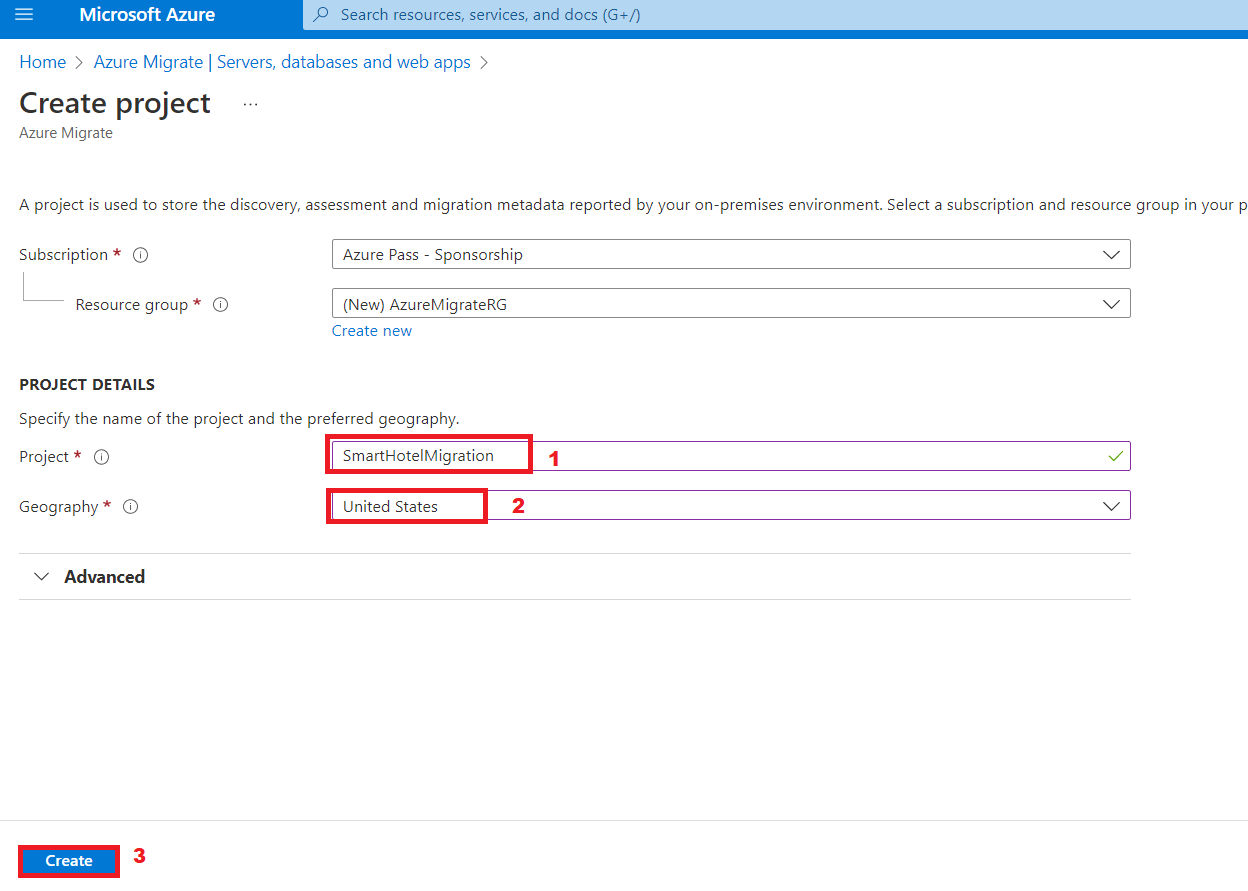 Microsoft Azure
Search resources, services, and docs (G+/)
Home > Azure Migrate | Servers, databases and web apps >
Create project ...
Azure Migrate
A project is used to store the discovery, assessment and migration metadata reported by your on-premises environment. Select a subscription and resource group in your p
Subscription *
Azure Pass - Sponsorship
Resource group *
(New) AzureMigrateRG
Create new
PROJECT DETAILS
Specify the name of the project and the preferred geography.
Project *
SmartHotelMigration
1
Geography *
United States
2
Advanced
Create
3